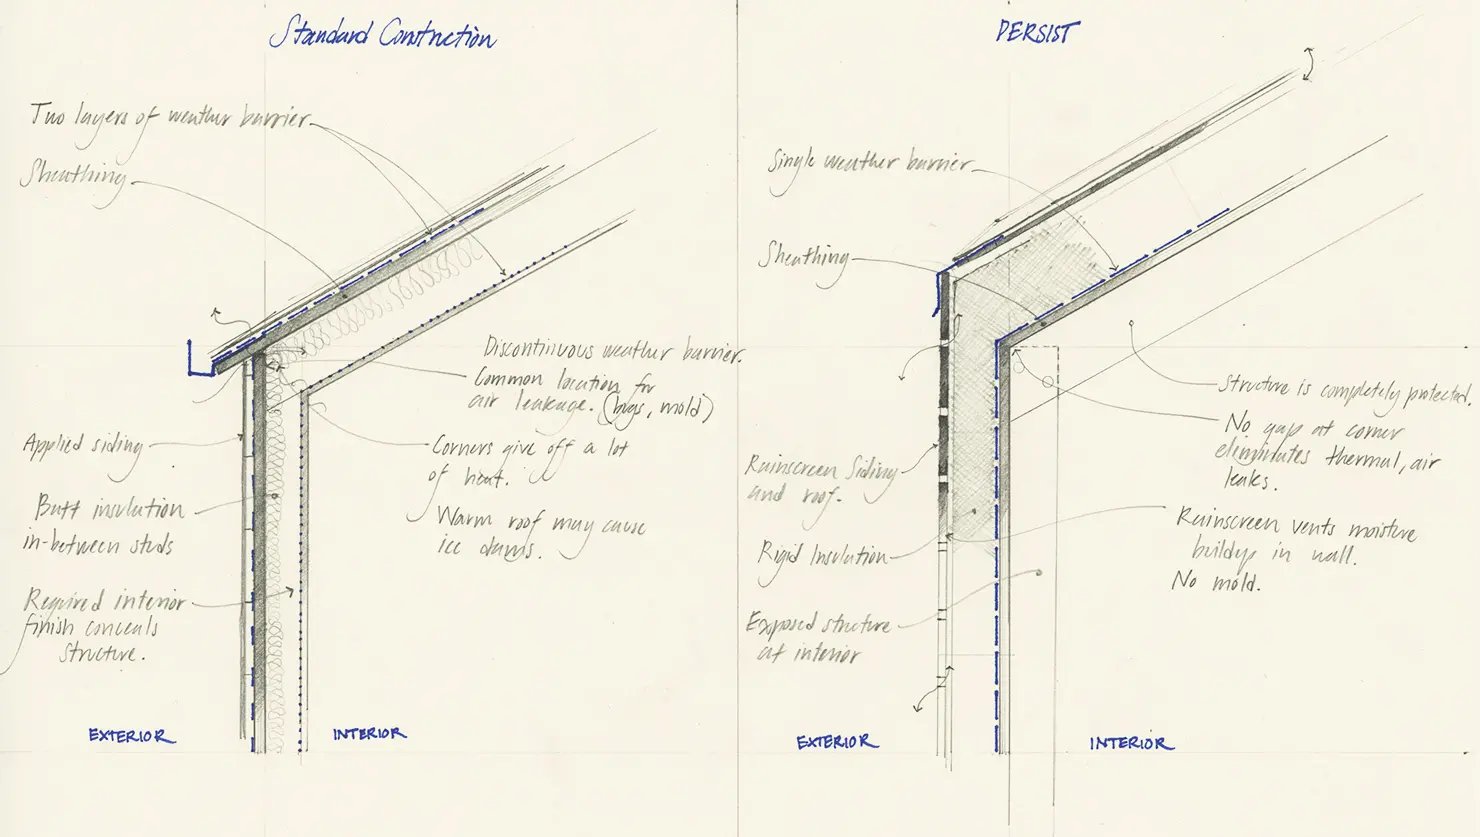 Standard Construction
Two layers of weather barrier
Sheathing
Discontinuous weather barrier.
Common location for
air leakage. (bugs, mold)
Corners give off a lot
of heat.
Warm roof may cause
ice dams.
Applied siding
Batt insulation
in-between studs
Required interior
finish conceals
structure.
EXTERIOR
INTERIOR
PERSIST
Single weather barrier
Sheathing
Structure is completely protected.
No gap at corner
eliminates thermal, air
leaks.
Rainscreen Siding
and roof.
Rainscreen vents moisture
buildup in wall.
No mold.
Rigid Insulation
Exposed structure
at interior
EXTERIOR
INTERIOR